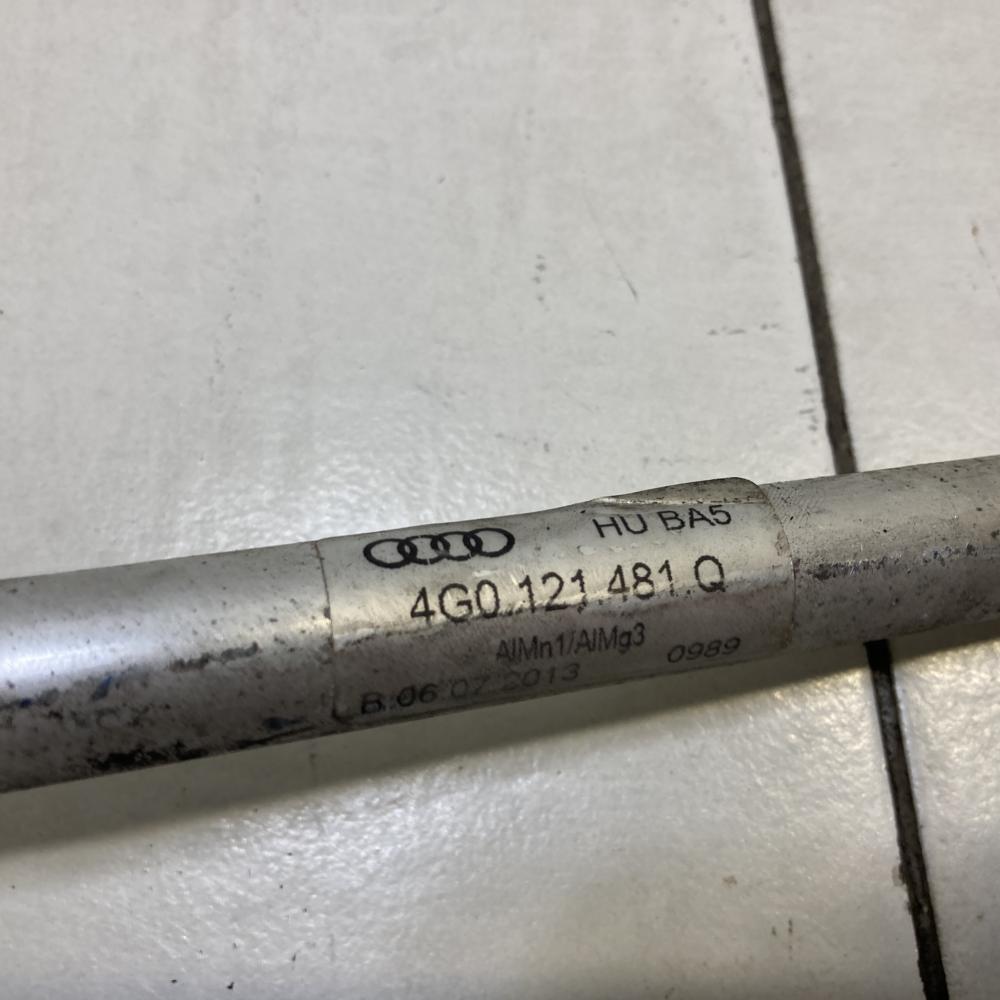 HU BA5
4G0.121.481.Q
AlMn1/AlMg3
B 06 07 2013 0989